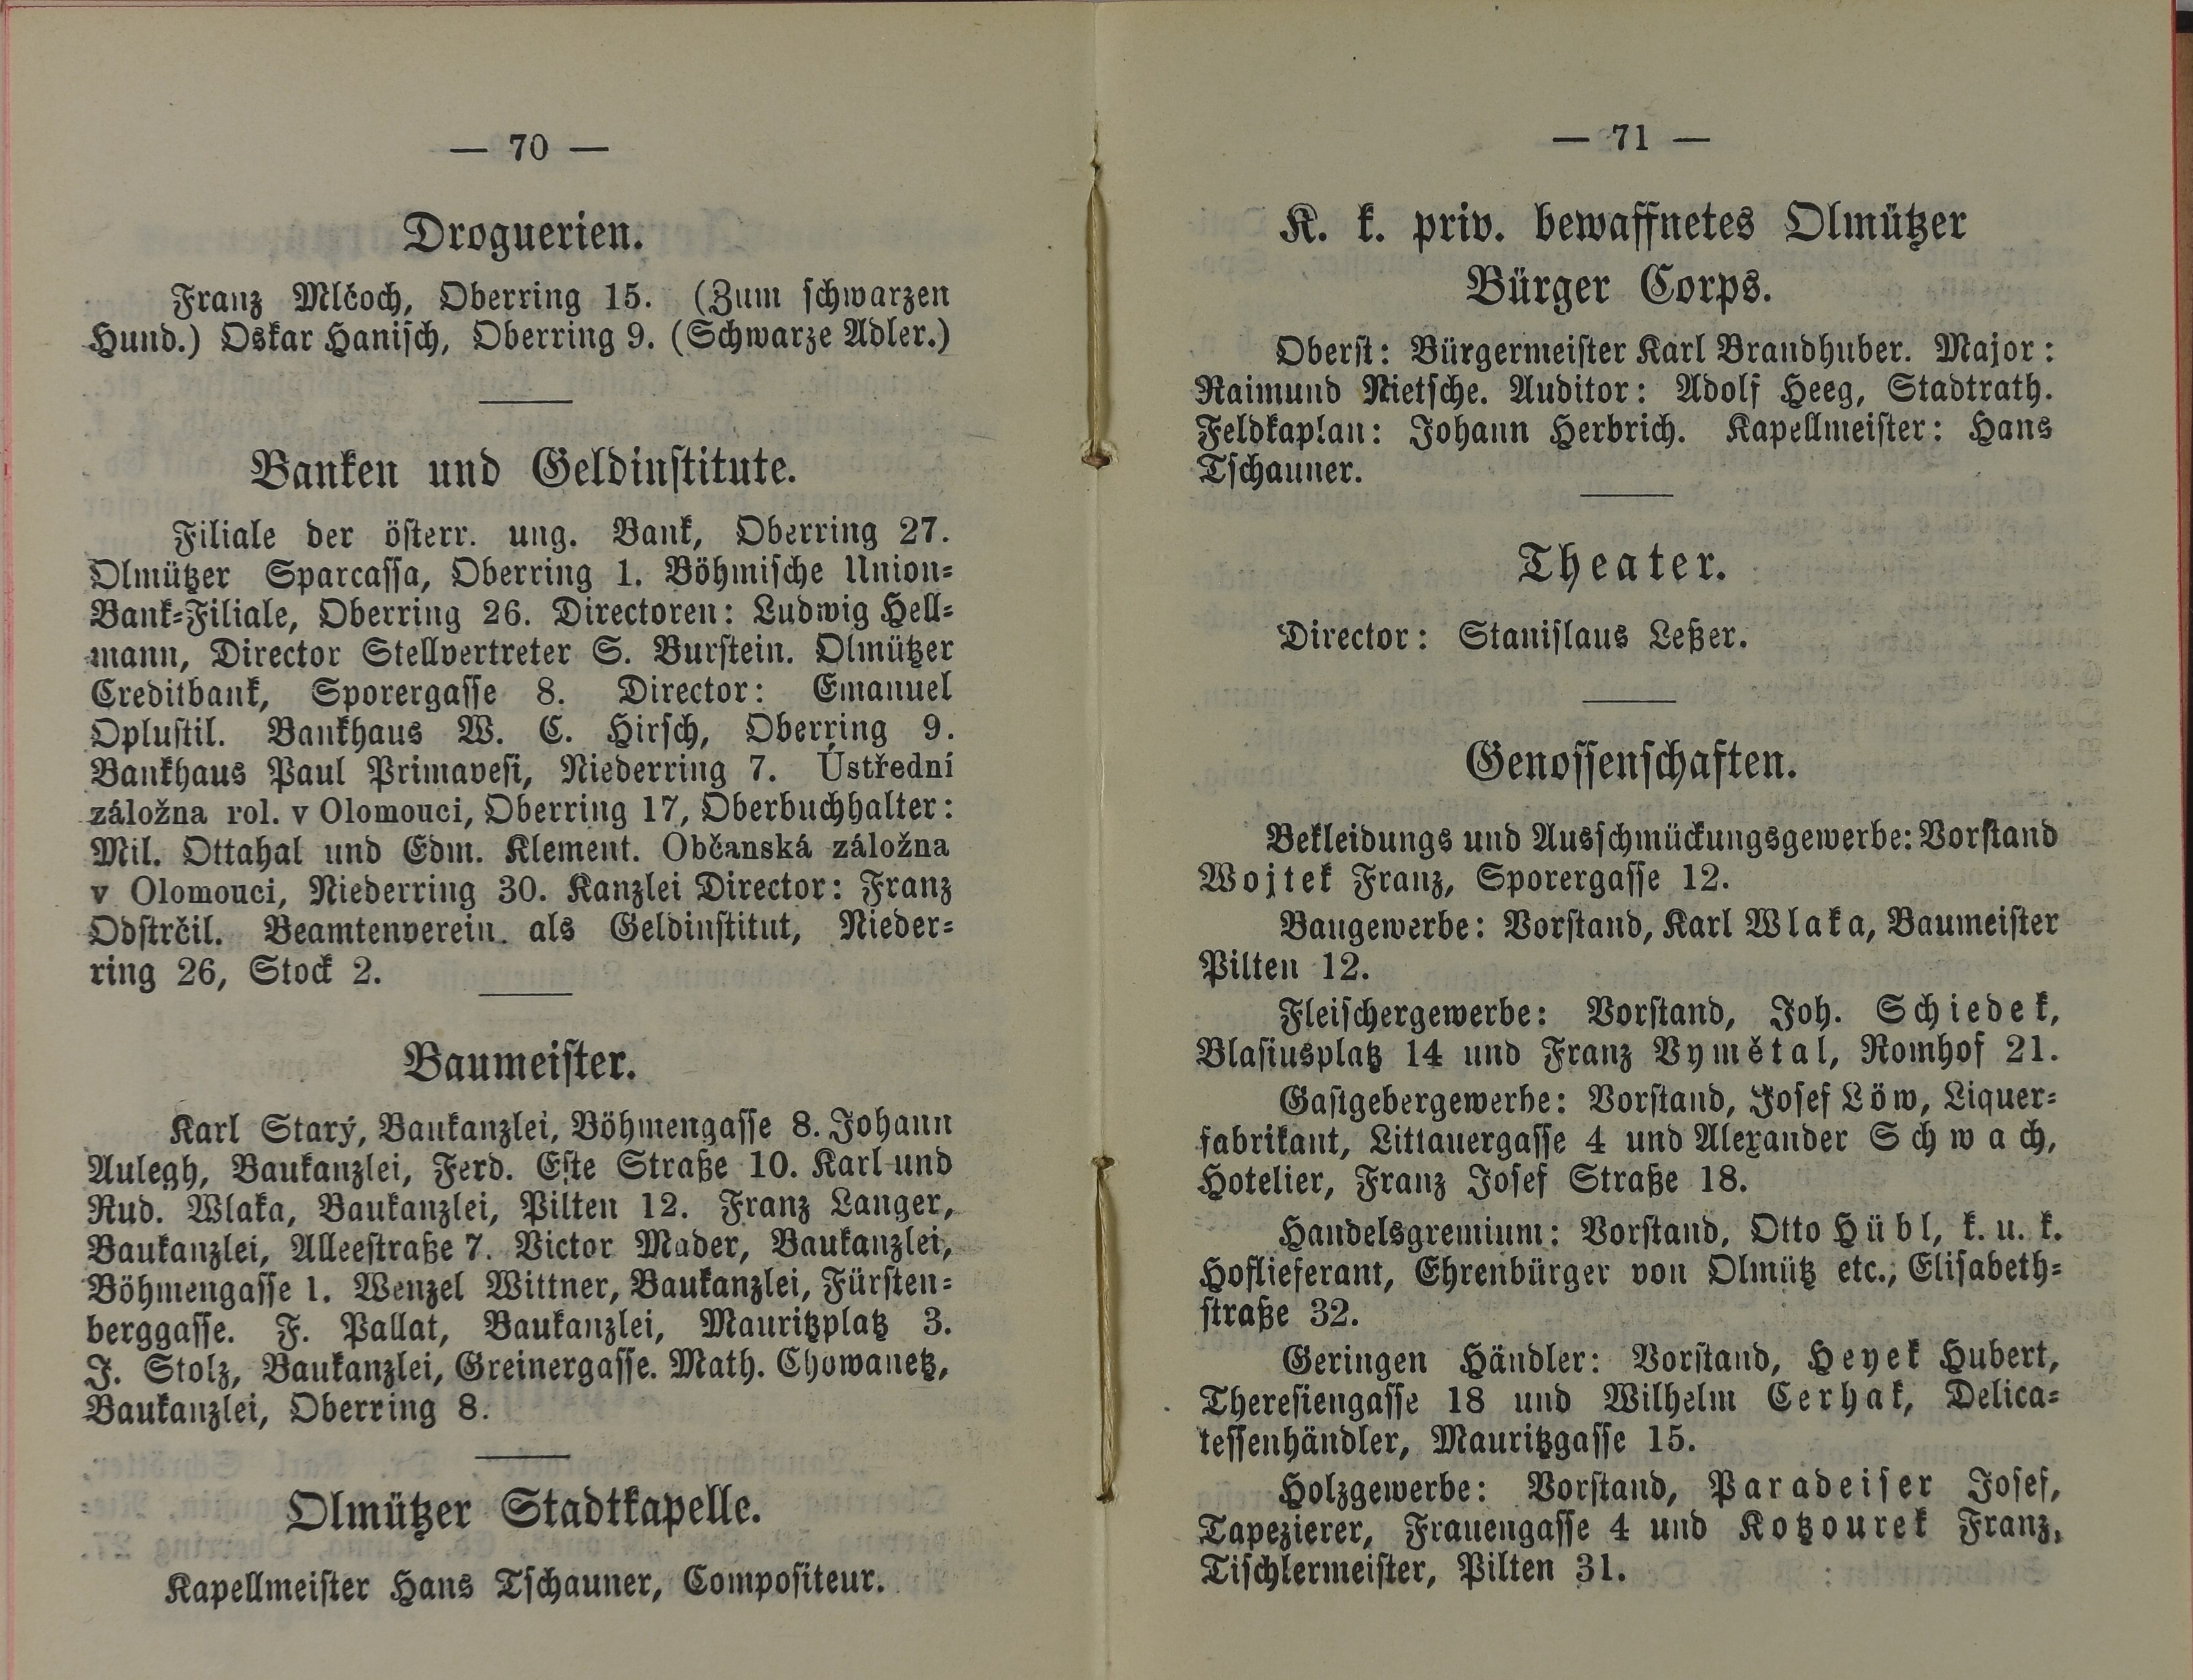 — 70 —
Droguerien.
Franz Mlčoch, Oberring 15. (Zum schwarzen
Hund.) Oskar Hanisch, Oberring 9. (Schwarze Adler.)
Banken und Geldinstitute.
Filiale der österr. ung. Bank, Oberring 27.
Olmützer Sparcassa, Oberring 1. Böhmische Union-
Bank-Filiale, Oberring 26. Directoren: Ludwig Hell-
mann, Director Stellvertreter S. Burstein. Olmützer
Creditbank, Sporergasse 8. Director: Emanuel
Oplustil. Bankhaus W. C. Hirsch, Oberring 9.
Bankhaus Paul Primavesi, Niederring 7. Ústřední
záložna rol. v Olomouci, Oberring 17, Oberbuchhalter:
Mil. Ottahal und Edm. Klement. Občanská záložna
v Olomouci, Niederring 30. Kanzlei Director: Franz
Odstrčil. Beamtenverein als Geldinstitut, Nieder-
ring 26, Stock 2.
Baumeister.
Karl Starý, Baukanzlei, Böhmengasse 8. Johann
Aulegh, Baukanzlei, Ferd. Este Straße 10. Karl und
Rud. Wlaka, Baukanzlei, Pilten 12. Franz Langer,
Baukanzlei, Alleestraße 7. Victor Mader, Baukanzlei,
Böhmengasse 1. Wenzel Wittner, Baukanzlei, Fürsten-
berggasse. F. Pallat, Baukanzlei, Mauritzplatz 3.
J. Stolz, Baukanzlei, Greinergasse. Math. Chowanetz,
Baukanzlei, Oberring 8.
Olmützer Stadtkapelle.
Kapellmeister Hans Tschauner, Compositeur.
— 71 —
K. k. priv. bewaffnetes Olmützer
Bürger Corps.
Oberst: Bürgermeister Karl Brandhuber. Major:
Raimund Nietsche. Auditor: Adolf Heeg, Stadtrath.
Feldkaplan: Johann Herbrich. Kapellmeister: Hans
Tschauner.
Theater.
Director: Stanislaus Leßer.
Genossenschaften.
Bekleidungs und Ausschmückungsgewerbe: Vorstand
Wojtek Franz, Sporergasse 12.
Baugewerbe: Vorstand, Karl Wlaka, Baumeister
Pilten 12.
Fleischergewerbe: Vorstand, Joh. Schiedek,
Blasiusplatz 14 und Franz Vymětal, Romhof 21.
Gastgebergewerbe: Vorstand, Josef Löw, Liquer-
fabrikant, Littauergasse 4 und Alexander Schwach,
Hotelier, Franz Josef Straße 18.
Handelsgremium: Vorstand, Otto Hübl, k. u. k.
Hoflieferant, Ehrenbürger von Olmütz etc., Elisabeth-
straße 32.
Geringen Händler: Vorstand, Heyek Hubert,
Theresiengasse 18 und Wilhelm Cerhak, Delica-
tessenhändler, Mauritzgasse 15.
Holzgewerbe: Vorstand, Paradeiser Josef,
Tapezierer, Frauengasse 4 und Kotzourek Franz,
Tischlermeister, Pilten 31.